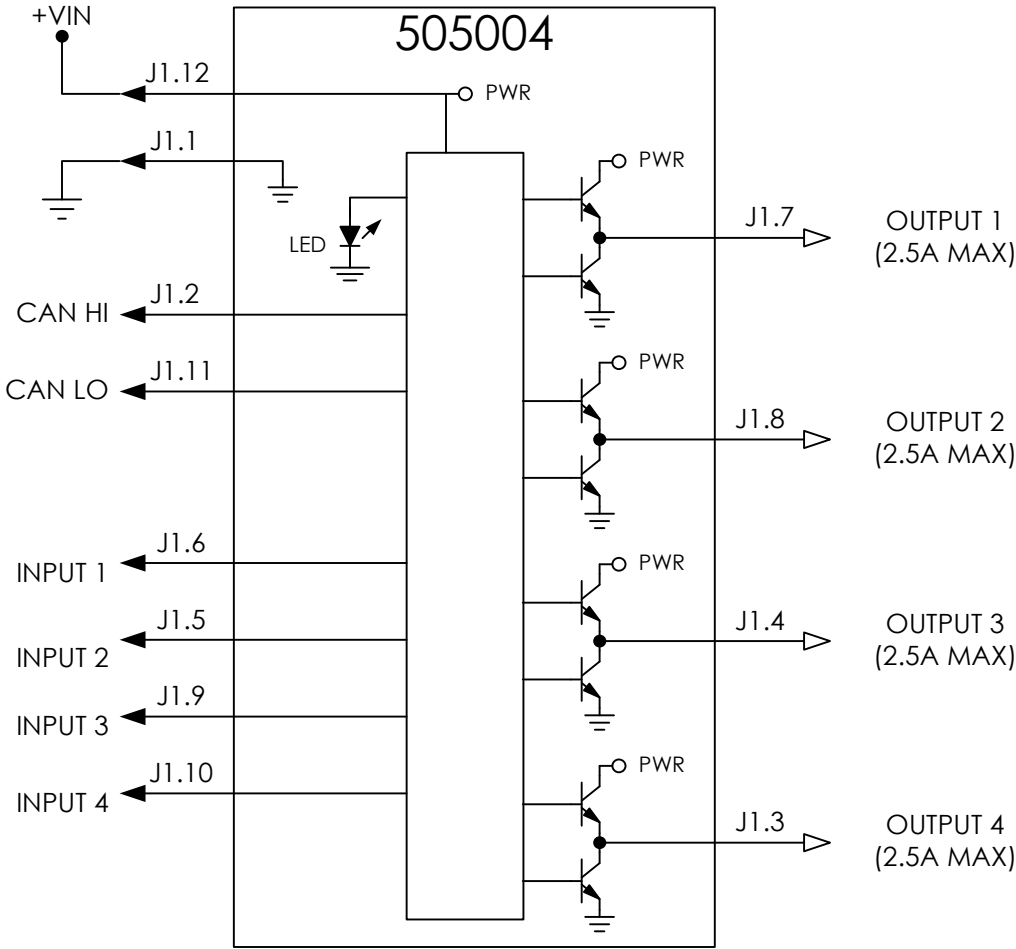 +VIN
505004
J1.12
PWR
J1.1
PWR
LED
J1.7
OUTPUT 1
(2.5A MAX)
J1.2
CAN HI
J1.11
CAN LO
PWR
J1.8
OUTPUT 2
(2.5A MAX)
J1.6
INPUT 1
PWR
J1.5
INPUT 2
J1.4
OUTPUT 3
(2.5A MAX)
J1.9
INPUT 3
J1.10
INPUT 4
PWR
J1.3
OUTPUT 4
(2.5A MAX)